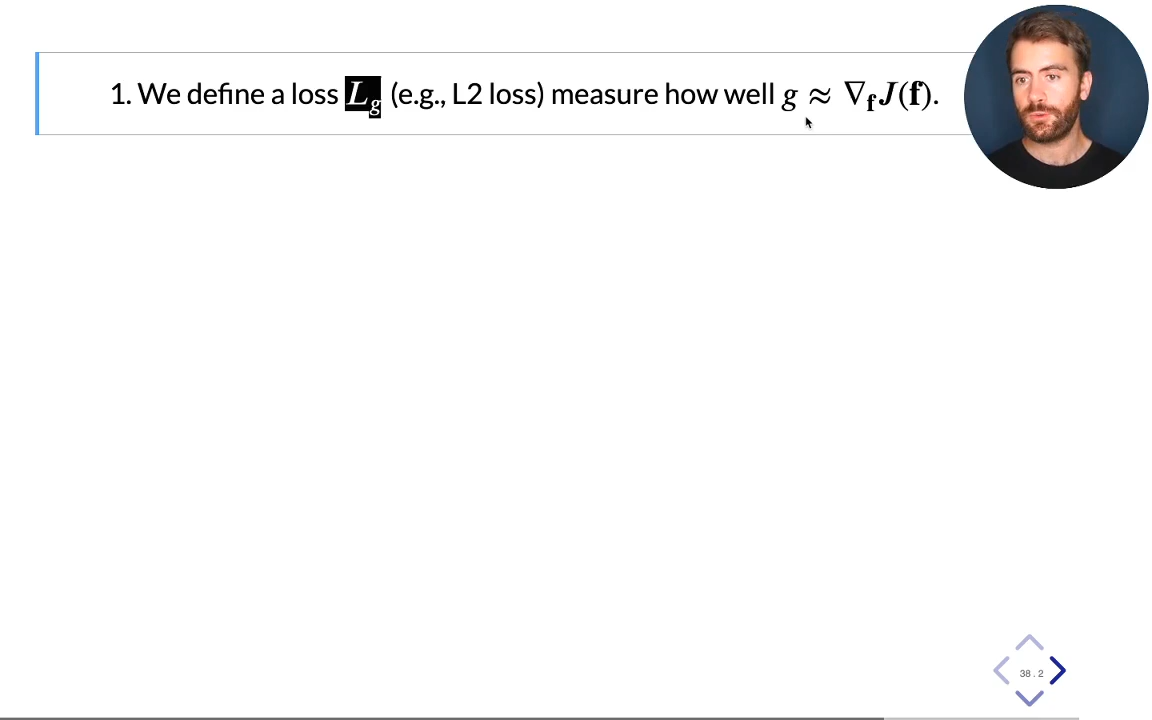 1. We define a loss L_g (e.g., L2 loss) measure how well g ≈ ∇_f J(f).
38 . 2